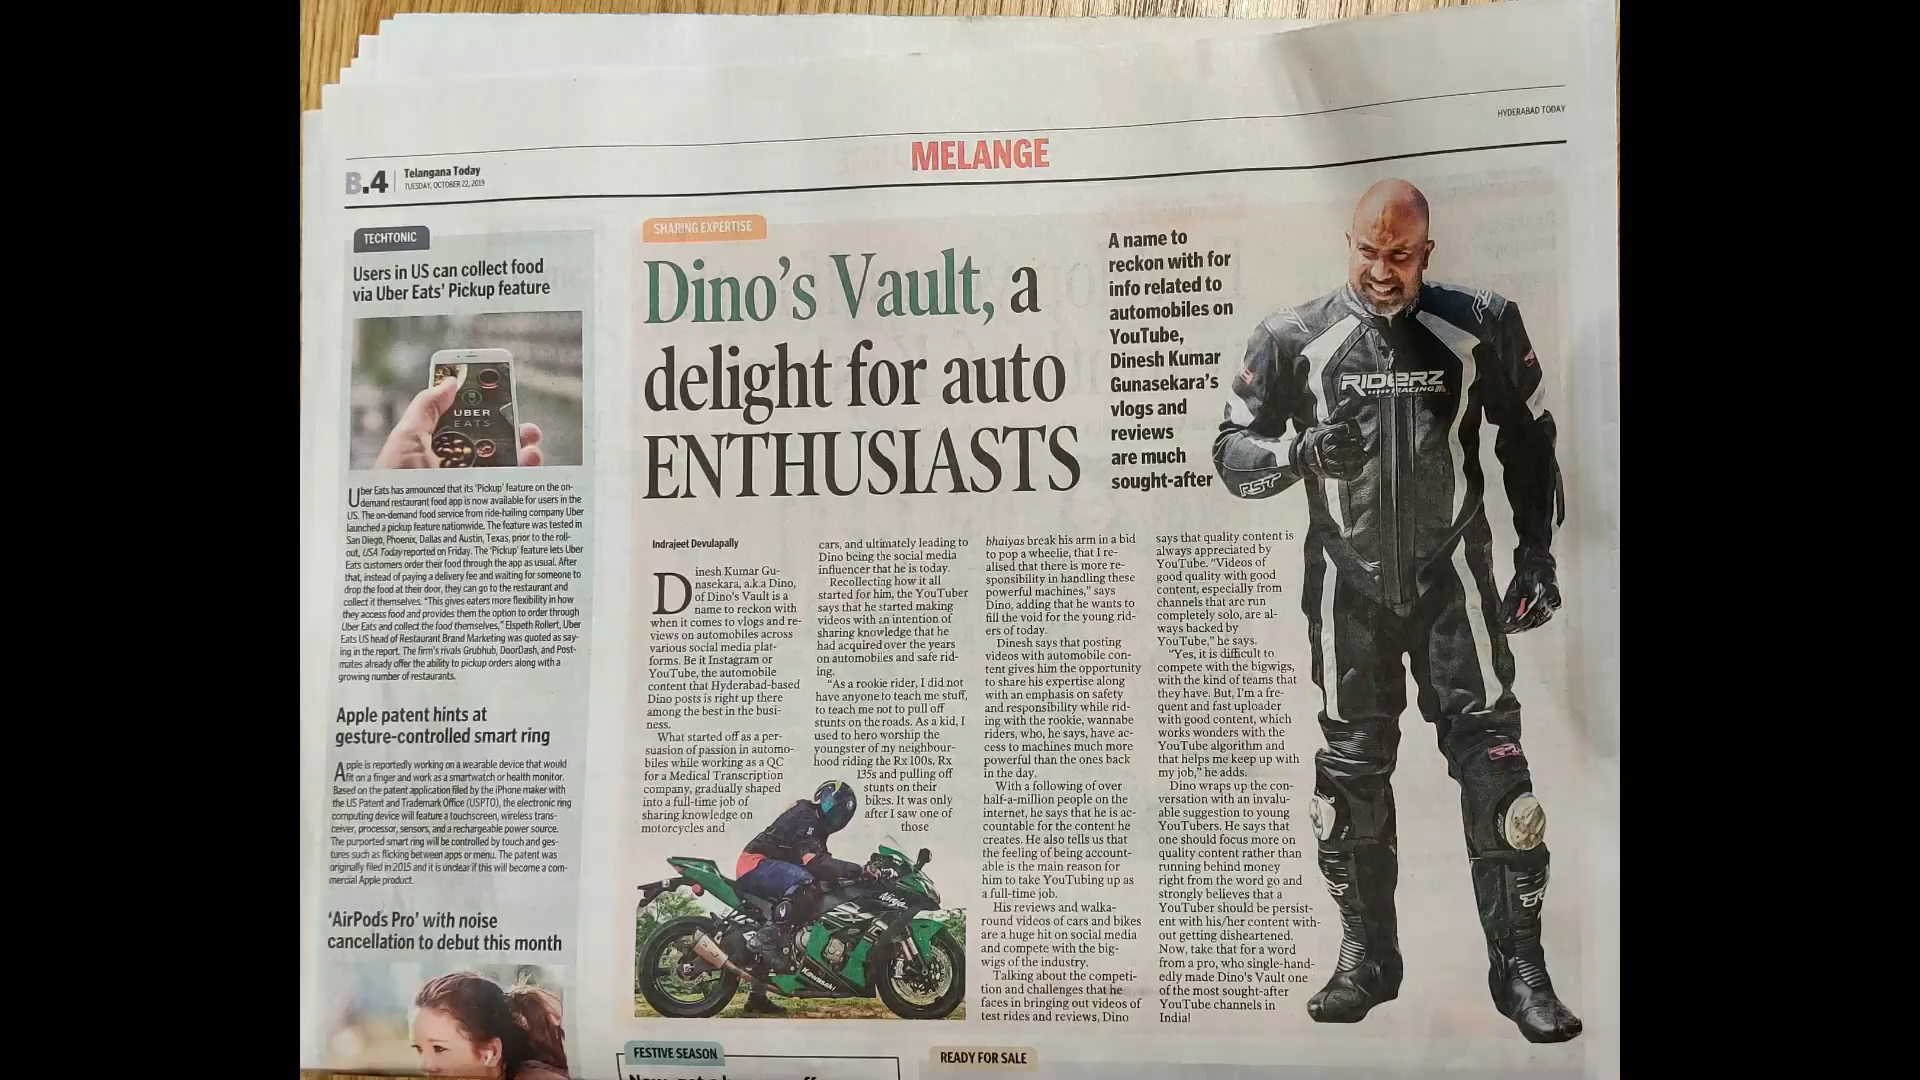 HYDERABAD TODAY
MELANGE
B.4
Telangana Today
TUESDAY, OCTOBER 22, 2019
TECHTONIC
Users in US can collect food
via Uber Eats' Pickup feature
UBER
EATS
Uber Eats has announced that its 'Pickup' feature on the on-
demand restaurant food app is now available for users in the
US. The on-demand food service from ride-hailing company Uber
launched a pickup feature nationwide. The feature was tested in
San Diego, Phoenix, Dallas and Austin, Texas, prior to the roll-
out, USA Today reported on Friday. The 'Pickup' feature lets Uber
Eats customers order their food through the app as usual. After
that, instead of paying a delivery fee and waiting for someone to
drop the food at their door, they can go to the restaurant and
collect it themselves. "This gives eaters more flexibility in how
they access food and provides them the option to order through
Uber Eats and collect the food themselves," Elspeth Rollert, Uber
Eats US head of Restaurant Brand Marketing was quoted as say-
ing in the report. The firm's rivals Grubhub, DoorDash, and Post-
mates already offer the ability to pickup orders along with a
growing number of restaurants.
Apple patent hints at
gesture-controlled smart ring
Apple is reportedly working on a wearable device that would
fit on a finger and work as a smartwatch or health monitor.
Based on the patent application filed by the iPhone maker with
the US Patent and Trademark Office (USPTO), the electronic ring
computing device will feature a touchscreen, wireless trans-
ceiver, processor, sensors, and a rechargeable power source.
The purported smart ring will be controlled by touch and ges-
tures such as flicking between apps or menu. The patent was
originally filed in 2015 and it is unclear if this will become a com-
mercial Apple product.
'AirPods Pro' with noise
cancellation to debut this month
SHARING EXPERTISE
Dino's Vault, a
delight for auto
ENTHUSIASTS
A name to
reckon with for
info related to
automobiles on
YouTube,
Dinesh Kumar
Gunasekara's
vlogs and
reviews
are much
sought-after
Indrajeet Devulapally
Dinesh Kumar Gu-
nasekara, a.k.a Dino,
of Dino's Vault is a
name to reckon with
when it comes to vlogs and re-
views on automobiles across
various social media plat-
forms. Be it Instagram or
YouTube, the automobile
content that Hyderabad-based
Dino posts is right up there
among the best in the busi-
ness.
What started off as a per-
suasion of passion in automo-
biles while working as a QC
for a Medical Transcription
company, gradually shaped
into a full-time job of
sharing knowledge on
motorcycles and
cars, and ultimately leading to
Dino being the social media
influencer that he is today.
Recollecting how it all
started for him, the YouTuber
says that he started making
videos with an intention of
sharing knowledge that he
had acquired over the years
on automobiles and safe rid-
ing.
"As a rookie rider, I did not
have anyone to teach me stuff,
to teach me not to pull off
stunts on the roads. As a kid, I
used to hero worship the
youngster of my neighbour-
hood riding the Rx 100s, Rx
135s and pulling off
stunts on their
bikes. It was only
after I saw one of
those
bhaiyas break his arm in a bid
to pop a wheelie, that I re-
alised that there is more re-
sponsibility in handling these
powerful machines," says
Dino, adding that he wants to
fill the void for the young rid-
ers of today.
Dinesh says that posting
videos with automobile con-
tent gives him the opportunity
to share his expertise along
with an emphasis on safety
and responsibility while rid-
ing with the rookie, wannabe
riders, who, he says, have ac-
cess to machines much more
powerful than the ones back
in the day.
With a following of over
half-a-million people on the
internet, he says that he is ac-
countable for the content he
creates. He also tells us that
the feeling of being account-
able is the main reason for
him to take YouTubing up as
a full-time job.
His reviews and walka-
round videos of cars and bikes
are a huge hit on social media
and compete with the big-
wigs of the industry.
Talking about the competi-
tion and challenges that he
faces in bringing out videos of
test rides and reviews, Dino
says that quality content is
always appreciated by
YouTube. "Videos of
good quality with good
content, especially from
channels that are run
completely solo, are al-
ways backed by
YouTube," he says.
"Yes, it is difficult to
compete with the bigwigs,
with the kind of teams that
they have. But, I'm a fre-
quent and fast uploader
with good content, which
works wonders with the
YouTube algorithm and
that helps me keep up with
my job," he adds.
Dino wraps up the con-
versation with an invalu-
able suggestion to young
YouTubers. He says that
one should focus more on
quality content rather than
running behind money
right from the word go and
strongly believes that a
YouTuber should be persist-
ent with his/her content with-
out getting disheartened.
Now, take that for a word
from a pro, who single-hand-
edly made Dino's Vault one
of the most sought-after
YouTube channels in
India!
RIDERZ
RACING
RST
Ninja
Kawasaki
FESTIVE SEASON
READY FOR SALE